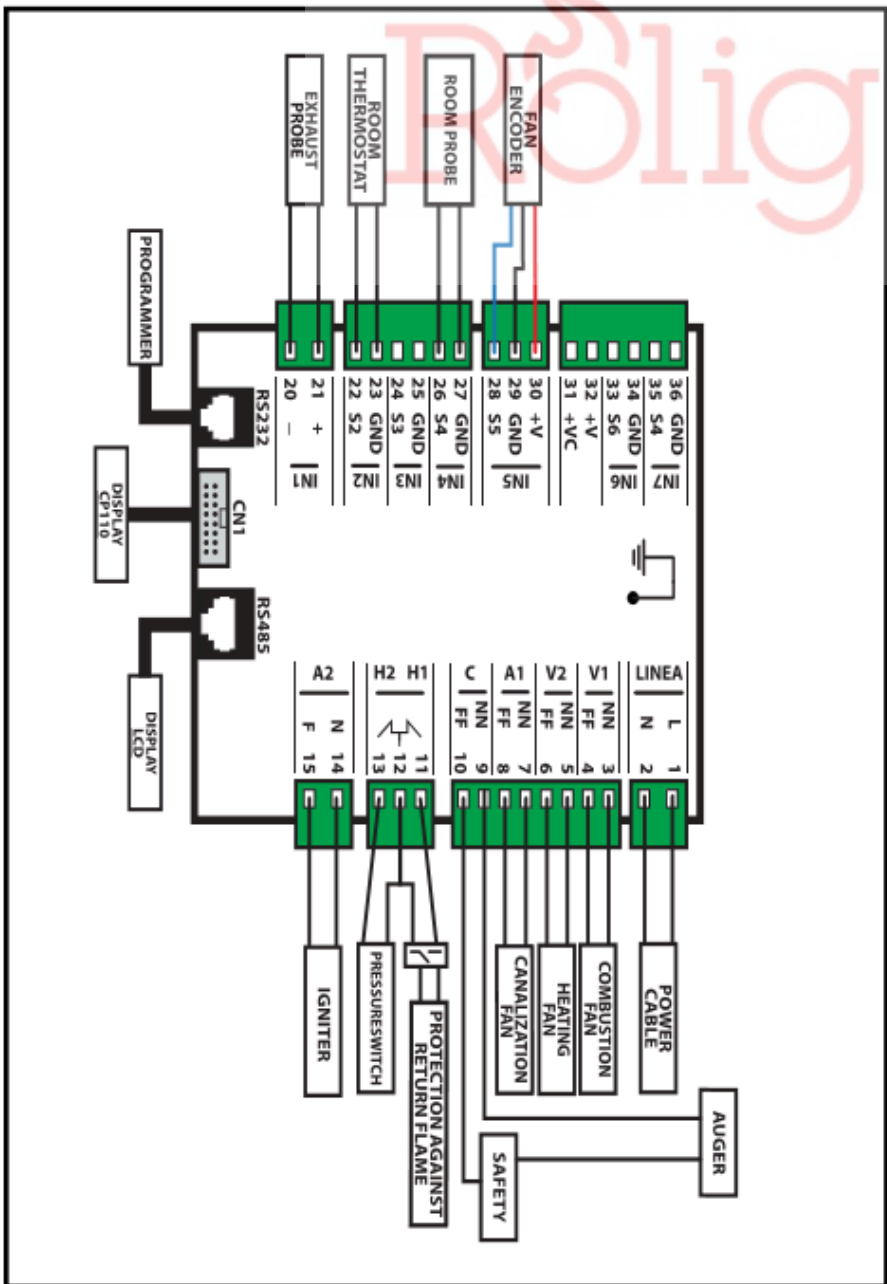 Rolig
EXHAUST
PROBE
ROOM
THERMOSTAT
ROOM PROBE
FAN
ENCODER
PROGRAMMER
RS232
DISPLAY
CP110
CN1
DISPLAY
LCD
RS485
20 –
21 +
IN1
22 S2
23 GND
IN2
24 S3
25 GND
IN3
26 S4
27 GND
IN4
28 S5
29 GND
30 +V
IN5
31 +VC
32 +V
33 S6
34 GND
IN6
35 S4
36 GND
IN7
A2
F 15
N 14
H2 H1
13
12
11
C
FF 10
NN 9
A1
FF 8
NN 7
V2
FF 6
NN 5
V1
FF 4
NN 3
LINEA
N 2
L 1
IGNITER
PRESSURESWITCH
PROTECTION AGAINST
RETURN FLAME
CANALIZATION
FAN
HEATING
FAN
COMBUSTION
FAN
POWER
CABLE
SAFETY
AUGER